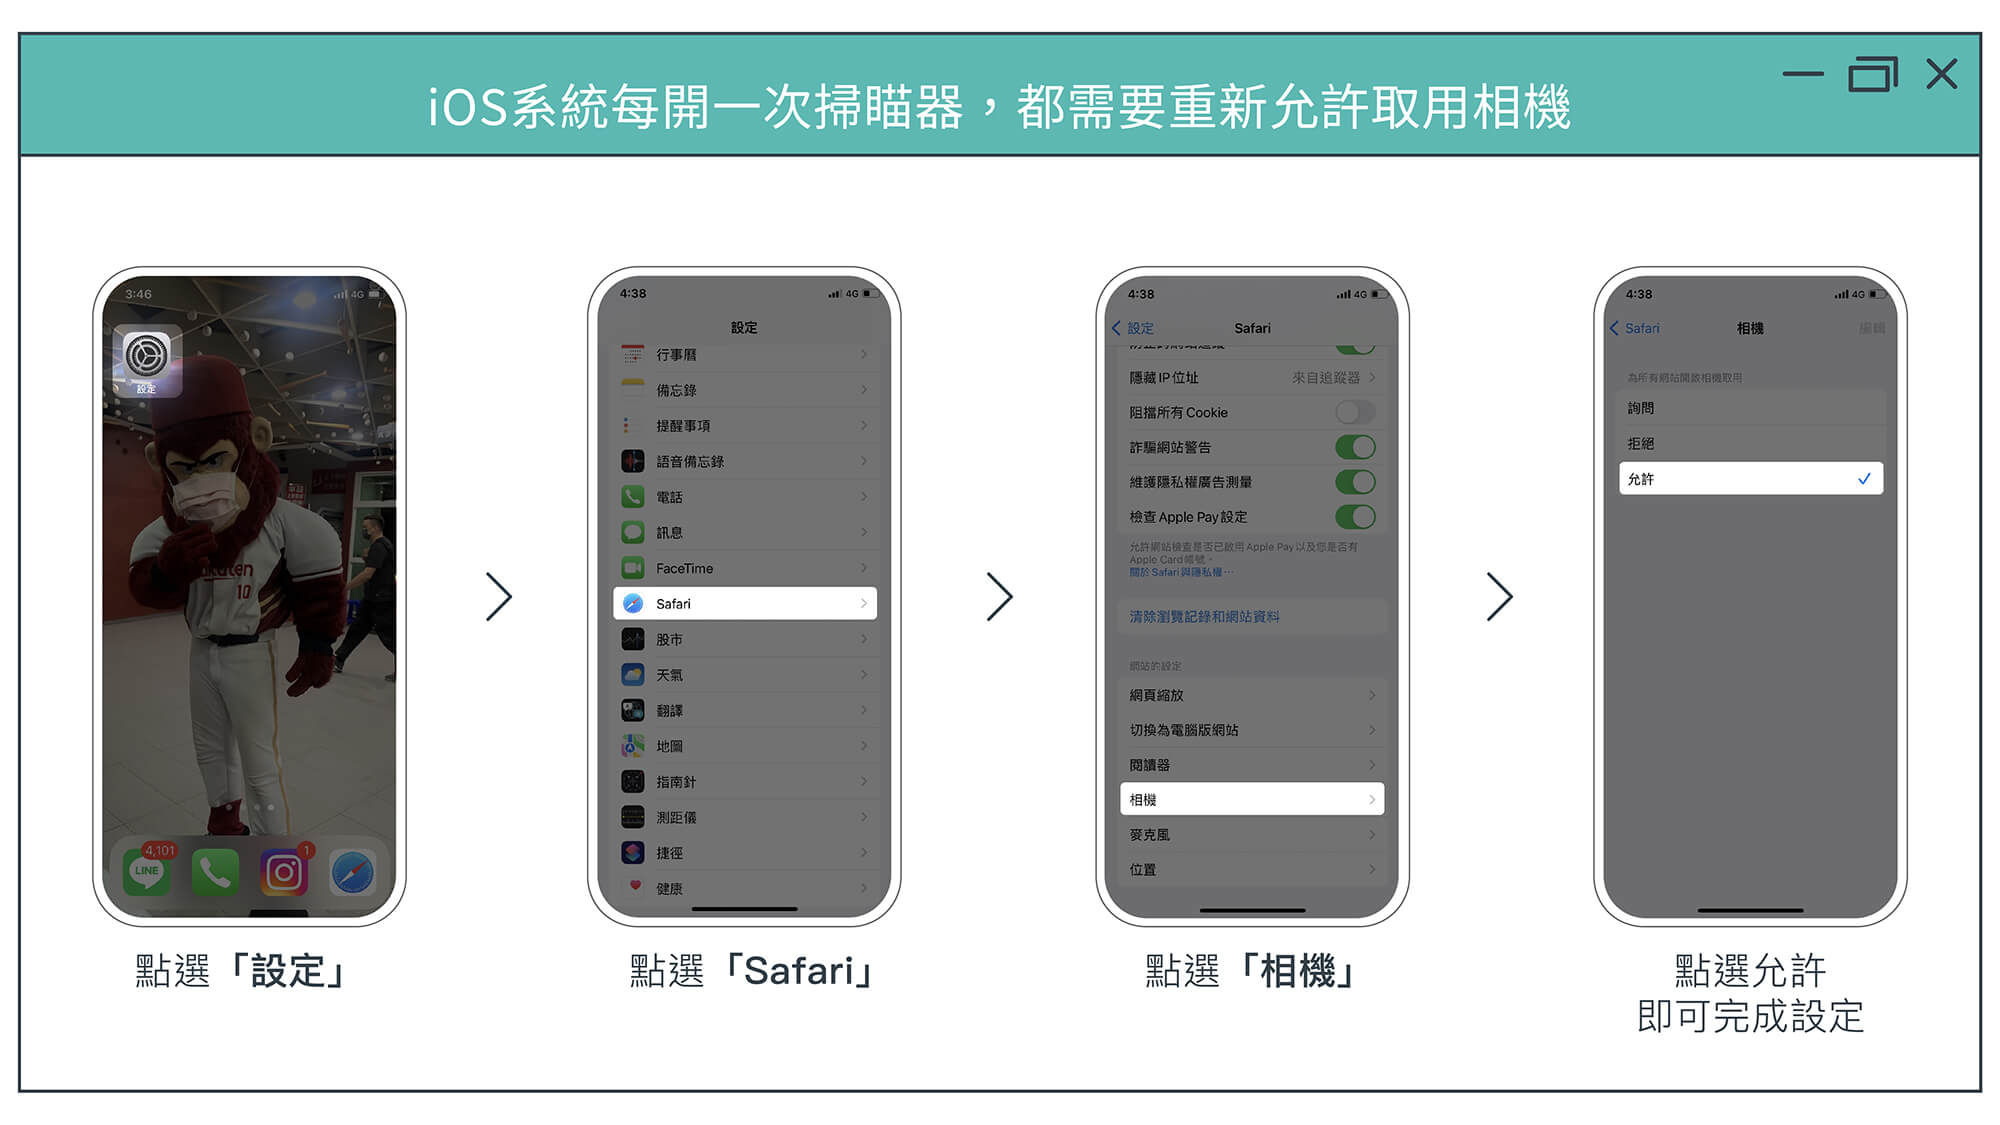 iOS系統每開一次掃瞄器，都需要重新允許取用相機
3:46
4G
設定
Rakuten
10
4,101
LINE
1
點選「設定」
4:38
4G
設定
行事曆
備忘錄
提醒事項
語音備忘錄
電話
訊息
FaceTime
Safari
股市
天氣
翻譯
地圖
指南針
測距儀
捷徑
健康
點選「Safari」
4:38
4G
設定
Safari
隱藏 IP 位址
來自追蹤器
阻擋所有 Cookie
詐騙網站警告
維護隱私權廣告測量
檢查 Apple Pay 設定
允許網站檢查是否已啟用 Apple Pay 以及您是否有
Apple Card 帳號。
關於 Safari 與隱私權…
清除瀏覽記錄和網站資料
網站的設定
網頁縮放
切換為電腦版網站
閱讀器
相機
麥克風
位置
點選「相機」
4:38
4G
Safari
相機
編輯
為所有網站開啟相機取用
詢問
拒絕
允許
點選允許
即可完成設定